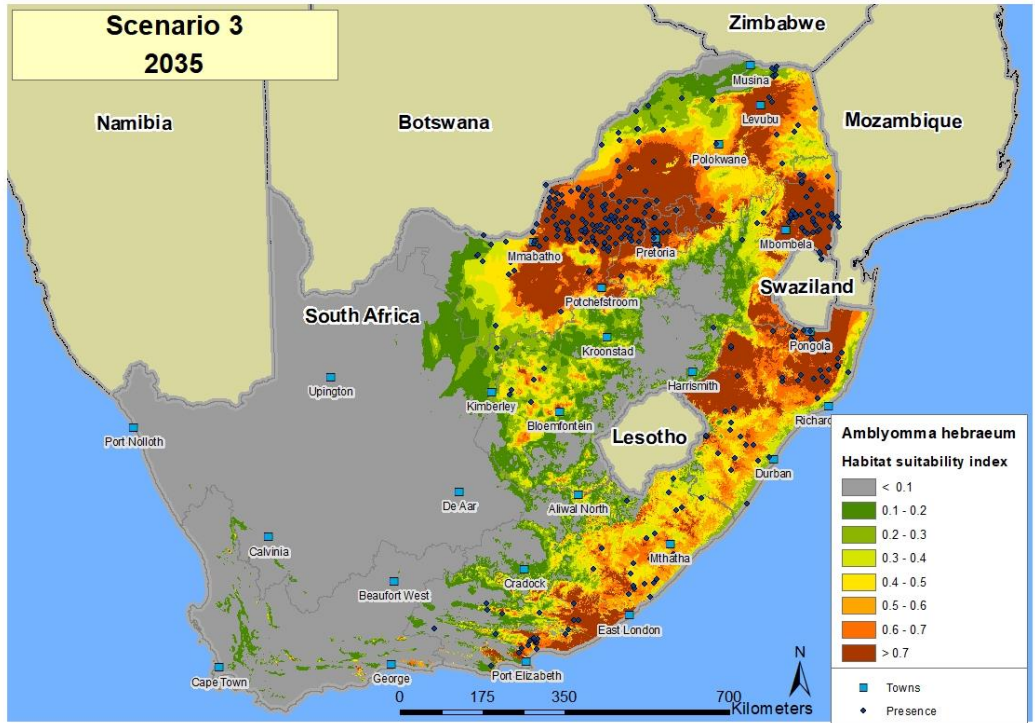 Scenario 3
2035
Zimbabwe
Musina
Namibia
Botswana
Levubu
Mozambique
Polokwane
Mmabatho
Pretoria
Mbombela
Swaziland
Potchefstroom
South Africa
Pongola
Kroonstad
Upington
Harrismith
Kimberley
Richard
Port Nolloth
Bloemfontein
Lesotho
Durban
De Aar
Aliwal North
Calvinia
Mthatha
Cradock
Beaufort West
East London
Cape Town
George
Port Elizabeth
Amblyomma hebraeum
Habitat suitability index
< 0.1
0.1 - 0.2
0.2 - 0.3
0.3 - 0.4
0.4 - 0.5
0.5 - 0.6
0.6 - 0.7
> 0.7
Towns
Presence
N
0 175 350 700
Kilometers